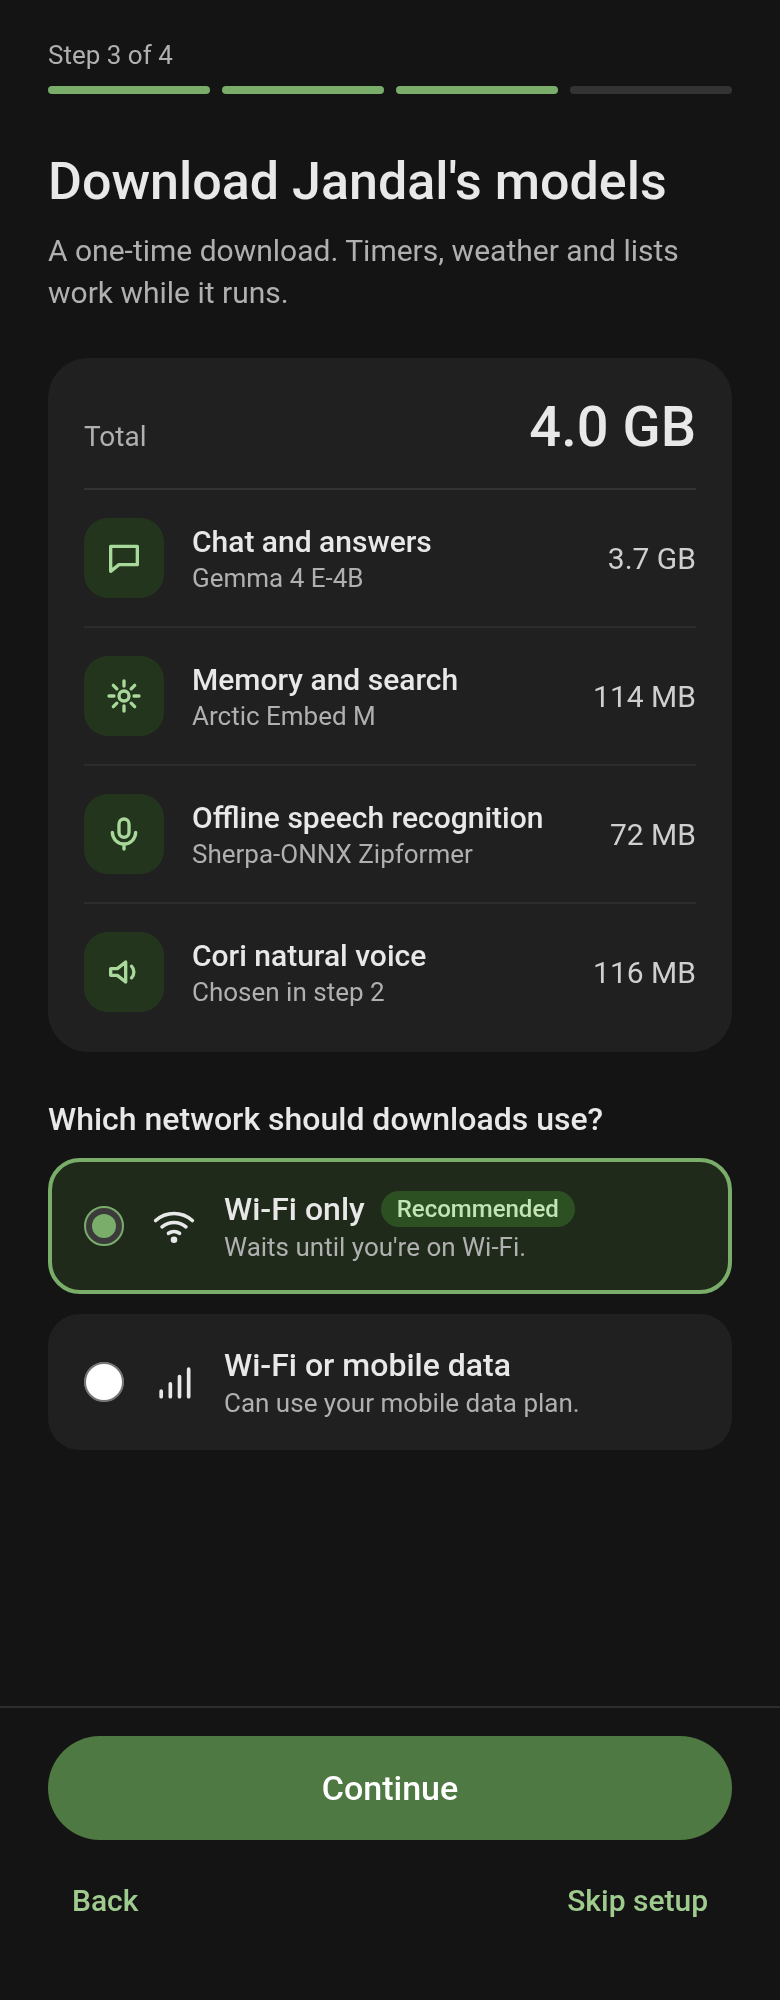 Step 3 of 4
Download Jandal's models
A one-time download. Timers, weather and lists
work while it runs.
Total 4.0 GB
Chat and answers
Gemma 4 E-4B
3.7 GB
Memory and search
Arctic Embed M
114 MB
Offline speech recognition
Sherpa-ONNX Zipformer
72 MB
Cori natural voice
Chosen in step 2
116 MB
Which network should downloads use?
Wi-Fi only Recommended
Waits until you're on Wi-Fi.
Wi-Fi or mobile data
Can use your mobile data plan.
Continue
Back Skip setup